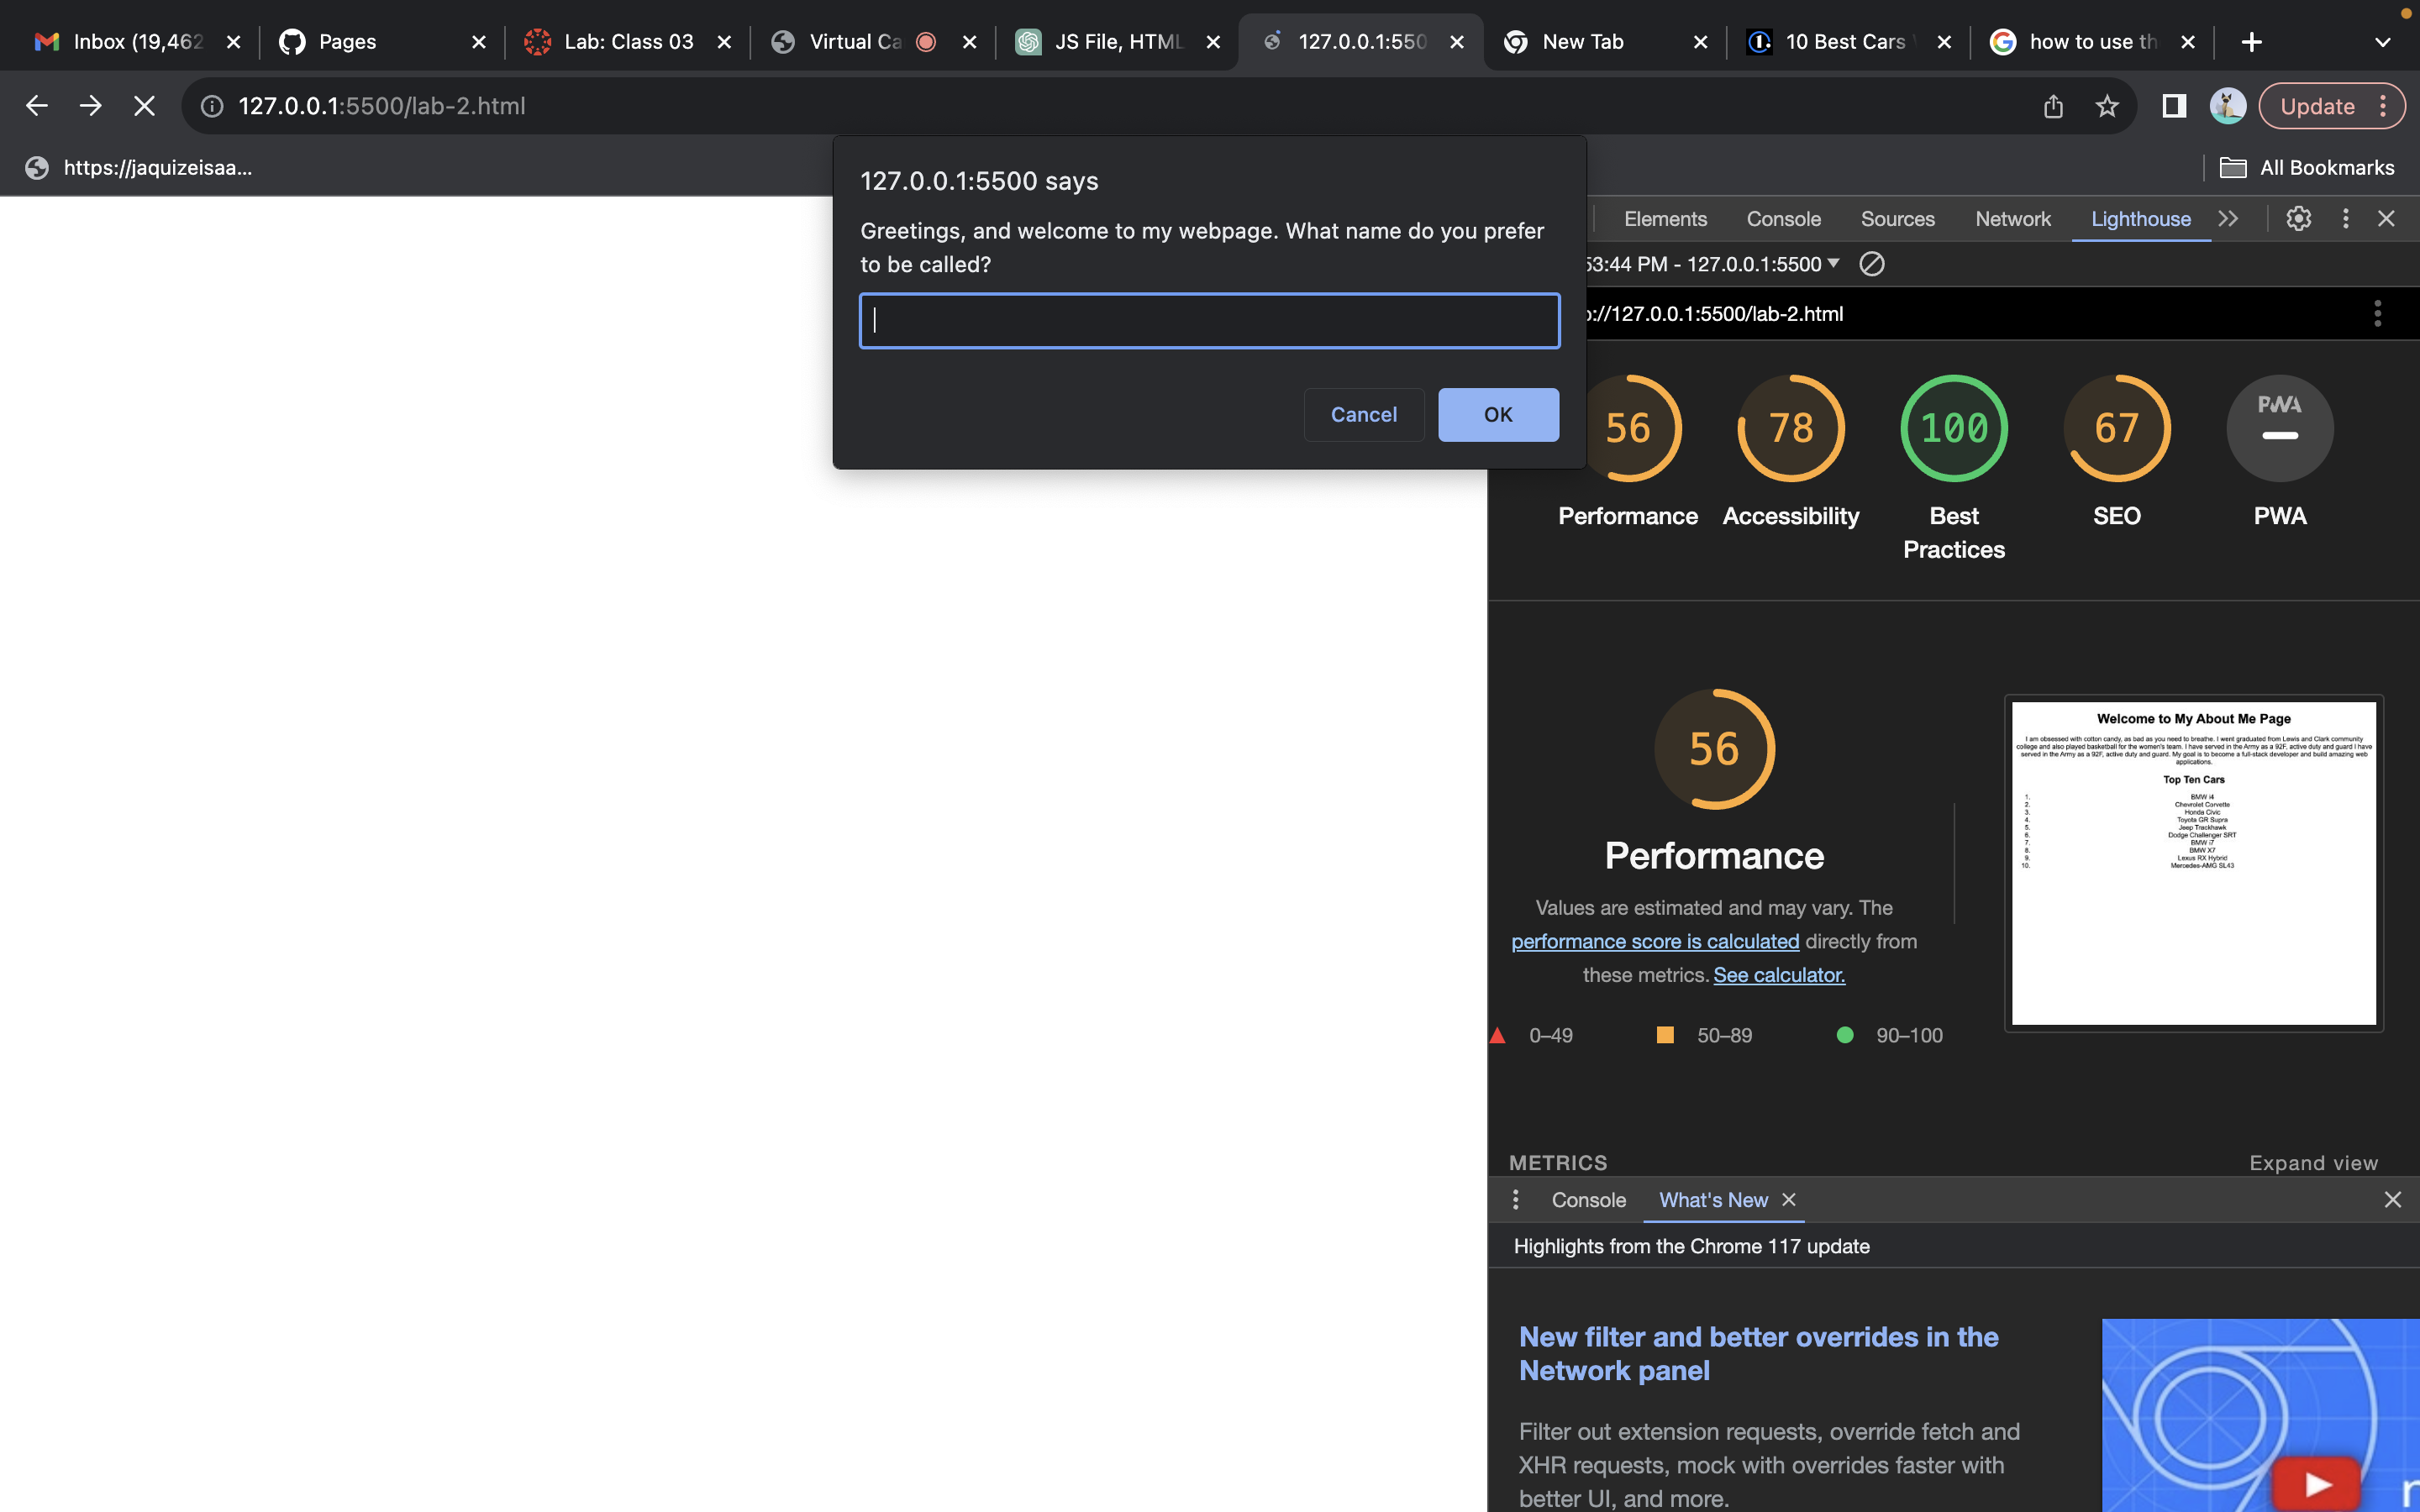 Inbox (19,462
Pages
Lab: Class 03
Virtual Ca
JS File, HTML
127.0.0.1:550
New Tab
10 Best Cars
how to use th
127.0.0.1:5500/lab-2.html
Update
https://jaquizeisaa...
All Bookmarks
127.0.0.1:5500 says
Greetings, and welcome to my webpage. What name do you prefer
to be called?
Cancel
OK
Elements
Console
Sources
Network
Lighthouse
53:44 PM - 127.0.0.1:5500
://127.0.0.1:5500/lab-2.html
56
78
100
67
PWA
Performance
Accessibility
Best
Practices
SEO
PWA
56
Performance
Values are estimated and may vary. The
performance score is calculated directly from
these metrics. See calculator.
0–49
50–89
90–100
Welcome to My About Me Page
I am obsessed with cotton candy, as bad as you need to breathe. I went graduated from Lewis and Clark community
college and also played basketball for the women's team. I have served in the Army as a 92F, active duty and guard I have
served in the Army as a 92F, active duty and guard. My goal is to become a full-stack developer and build amazing web
applications.
Top Ten Cars
1. BMW i4
2. Chevrolet Corvette
3. Honda Civic
4. Toyota GR Supra
5. Jeep Trackhawk
6. Dodge Challenger SRT
7. BMW i7
8. BMW X7
9. Lexus RX Hybrid
10. Mercedes-AMG SL43
METRICS
Expand view
Console
What's New
Highlights from the Chrome 117 update
New filter and better overrides in the
Network panel
Filter out extension requests, override fetch and
XHR requests, mock with overrides faster with
better UI, and more.